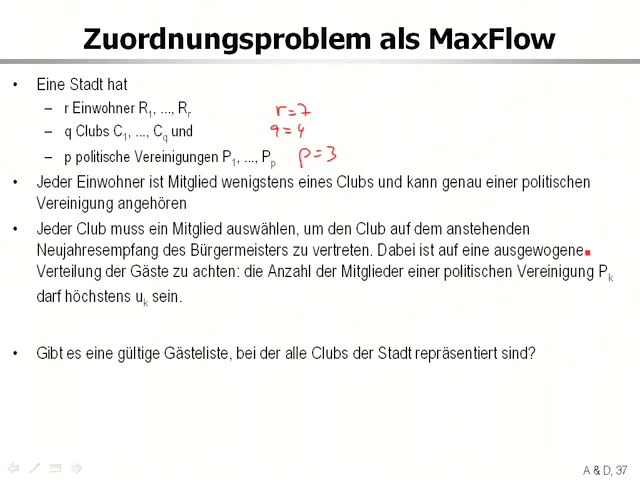 Zuordnungsproblem als MaxFlow
• Eine Stadt hat
– r Einwohner R1, ..., Rr r=7
– q Clubs C1, ..., Cq und q=4
– p politische Vereinigungen P1, ..., Pp p=3
• Jeder Einwohner ist Mitglied wenigstens eines Clubs und kann genau einer politischen
Vereinigung angehören
• Jeder Club muss ein Mitglied auswählen, um den Club auf dem anstehenden
Neujahresempfang des Bürgermeisters zu vertreten. Dabei ist auf eine ausgewogene
Verteilung der Gäste zu achten: die Anzahl der Mitglieder einer politischen Vereinigung Pk
darf höchstens uk sein.
• Gibt es eine gültige Gästeliste, bei der alle Clubs der Stadt repräsentiert sind?
A & D, 37